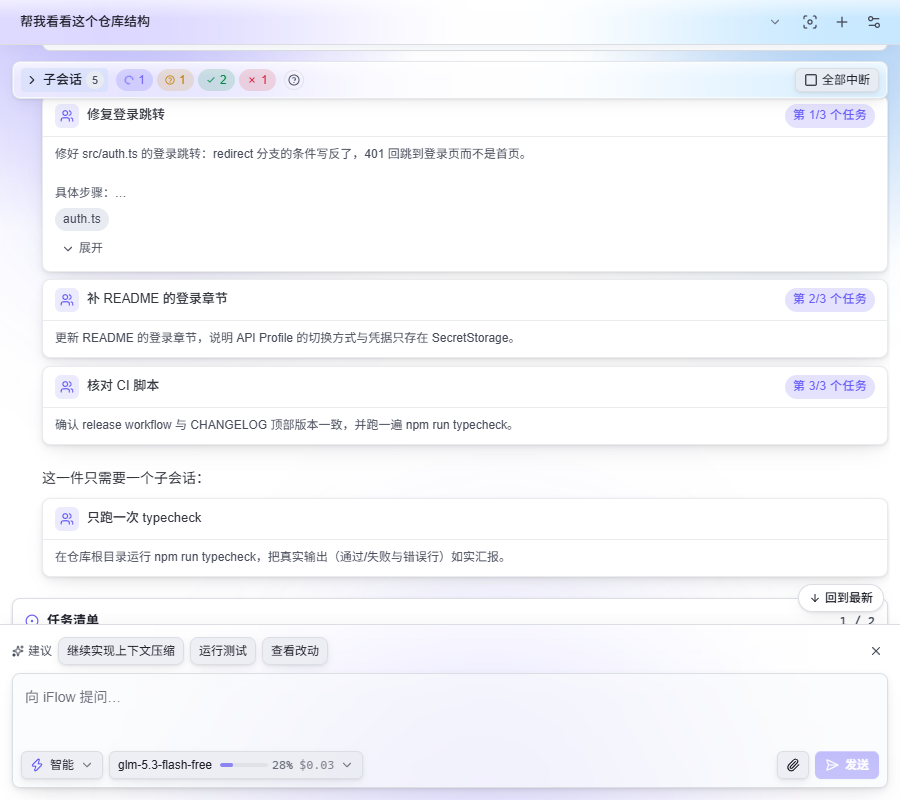 帮我看看这个仓库结构
子会话 5 1 1 2 1 全部中断
修复登录跳转 第 1/3 个任务
修好 src/auth.ts 的登录跳转：redirect 分支的条件写反了，401 回跳到登录页而不是首页。
具体步骤：…
auth.ts
展开
补 README 的登录章节 第 2/3 个任务
更新 README 的登录章节，说明 API Profile 的切换方式与凭据只存在 SecretStorage。
核对 CI 脚本 第 3/3 个任务
确认 release workflow 与 CHANGELOG 顶部版本一致，并跑一遍 npm run typecheck。
这一件只需要一个子会话：
只跑一次 typecheck
在仓库根目录运行 npm run typecheck，把真实输出（通过/失败与错误行）如实汇报。
回到最新
任务清单 1 / 2
建议 继续实现上下文压缩 运行测试 查看改动
向 iFlow 提问…
智能 glm-5.3-flash-free 28% $0.03 发送